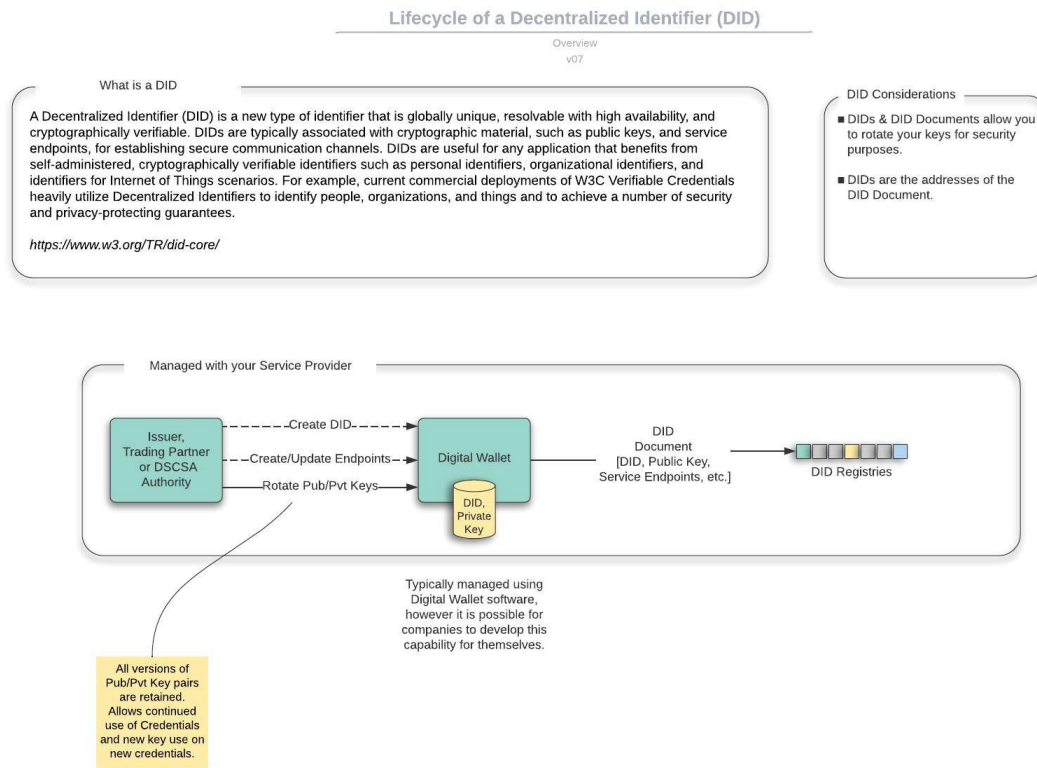 Lifecycle of a Decentralized Identifier (DID)
Overview
v07
What is a DID
A Decentralized Identifier (DID) is a new type of identifier that is globally unique, resolvable with high availability, and
cryptographically verifiable. DIDs are typically associated with cryptographic material, such as public keys, and service
endpoints, for establishing secure communication channels. DIDs are useful for any application that benefits from
self-administered, cryptographically verifiable identifiers such as personal identifiers, organizational identifiers, and
identifiers for Internet of Things scenarios. For example, current commercial deployments of W3C Verifiable Credentials
heavily utilize Decentralized Identifiers to identify people, organizations, and things and to achieve a number of security
and privacy-protecting guarantees.
https://www.w3.org/TR/did-core/
DID Considerations
■ DIDs & DID Documents allow you
to rotate your keys for security
purposes.
■ DIDs are the addresses of the
DID Document.
Managed with your Service Provider
Issuer,
Trading Partner
or DSCSA
Authority
Create DID
Create/Update Endpoints
Rotate Pub/Pvt Keys
Digital Wallet
DID,
Private
Key
DID
Document
[DID, Public Key,
Service Endpoints, etc.]
DID Registries
Typically managed using
Digital Wallet software,
however it is possible for
companies to develop this
capability for themselves.
All versions of
Pub/Pvt Key pairs
are retained.
Allows continued
use of Credentials
and new key use on
new credentials.